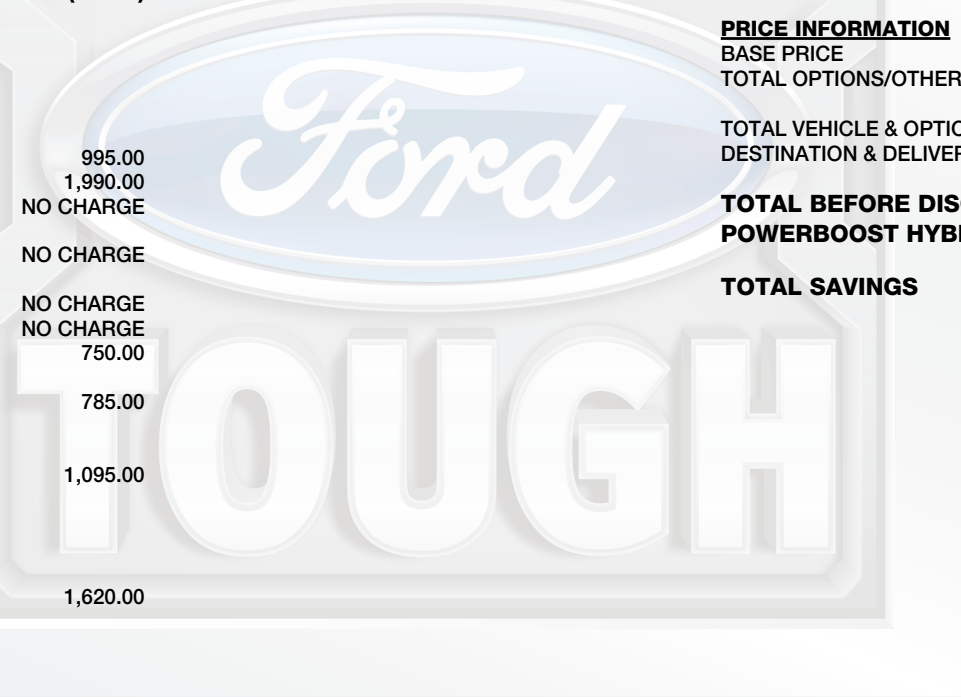 PRICE INFORMATION
BASE PRICE
TOTAL OPTIONS/OTHER
TOTAL VEHICLE & OPTIO
DESTINATION & DELIVER
TOTAL BEFORE DIS
POWERBOOST HYB
TOTAL SAVINGS
995.00
1,990.00
NO CHARGE
NO CHARGE
NO CHARGE
NO CHARGE
750.00
785.00
1,095.00
1,620.00
Ford
TOUGH